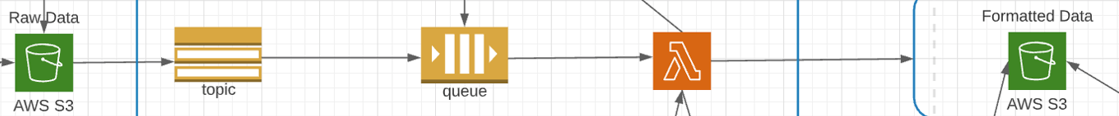 Raw Data
AWS S3
topic
queue
Formatted Data
AWS S3